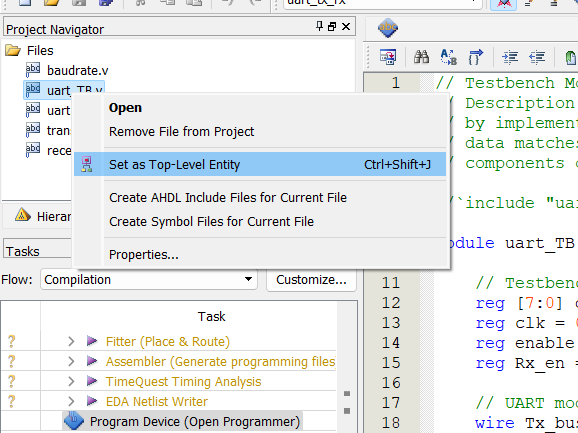 uart_tx_rx
Project Navigator
Files
baudrate.v
uart_TB.v
uart
trans
rece
Open
Remove File from Project
Set as Top-Level Entity Ctrl+Shift+J
Create AHDL Include Files for Current File
Create Symbol Files for Current File
Properties...
Hierar
Tasks
Flow: Compilation Customize...
Task
? > Fitter (Place & Route)
? > Assembler (Generate programming files
? > TimeQuest Timing Analysis
? > EDA Netlist Writer
Program Device (Open Programmer)
1 // Testbench Mo
Description
by implement
data matches
components
/`include "uar
odule uart_TB
11 // Testbenc
12 reg [7:0]
13 reg clk =
14 reg enable
15 reg Rx_en =
16
17 // UART mod
18 wire Tx_bus